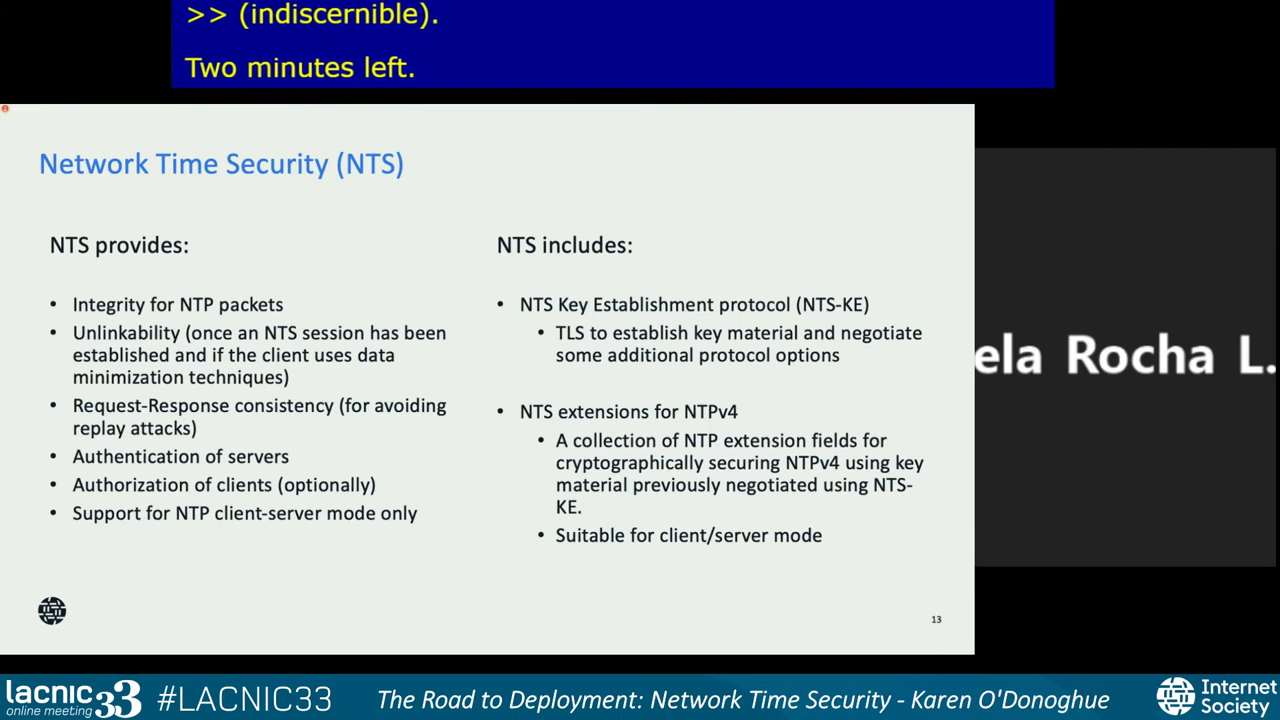 >> (indiscernible).
Two minutes left.
Network Time Security (NTS)
NTS provides:
• Integrity for NTP packets
• Unlinkability (once an NTS session has been
established and if the client uses data
minimization techniques)
• Request-Response consistency (for avoiding
replay attacks)
• Authentication of servers
• Authorization of clients (optionally)
• Support for NTP client-server mode only
NTS includes:
• NTS Key Establishment protocol (NTS-KE)
• TLS to establish key material and negotiate
some additional protocol options
• NTS extensions for NTPv4
• A collection of NTP extension fields for
cryptographically securing NTPv4 using key
material previously negotiated using NTS-
KE.
• Suitable for client/server mode
13
ela Rocha L.
lacnic 33
online meeting
#LACNIC33
The Road to Deployment: Network Time Security - Karen O'Donoghue
Internet
Society